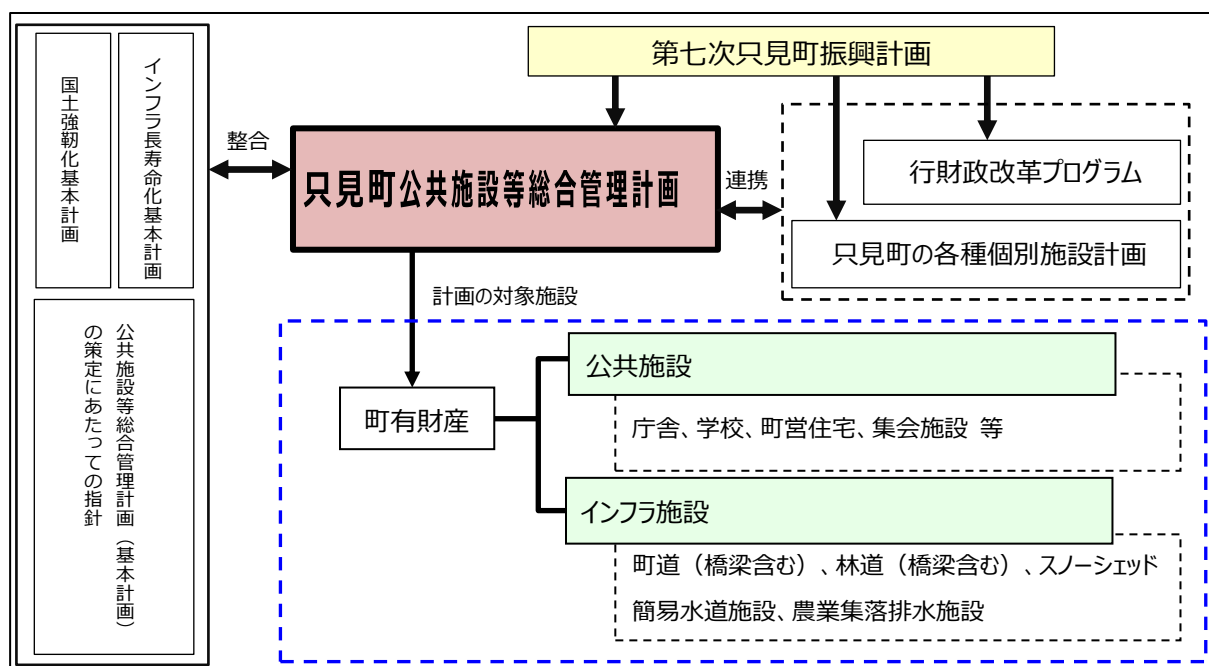 国土強靭化基本計画
インフラ長寿命化基本計画
公共施設等総合管理計画（基本計画）
の策定にあたっての指針
整合
第七次只見町振興計画
只見町公共施設等総合管理計画
連携
行財政改革プログラム
只見町の各種個別施設計画
計画の対象施設
町有財産
公共施設
庁舎、学校、町営住宅、集会施設 等
インフラ施設
町道（橋梁含む）、林道（橋梁含む）、スノーシェッド
簡易水道施設、農業集落排水施設